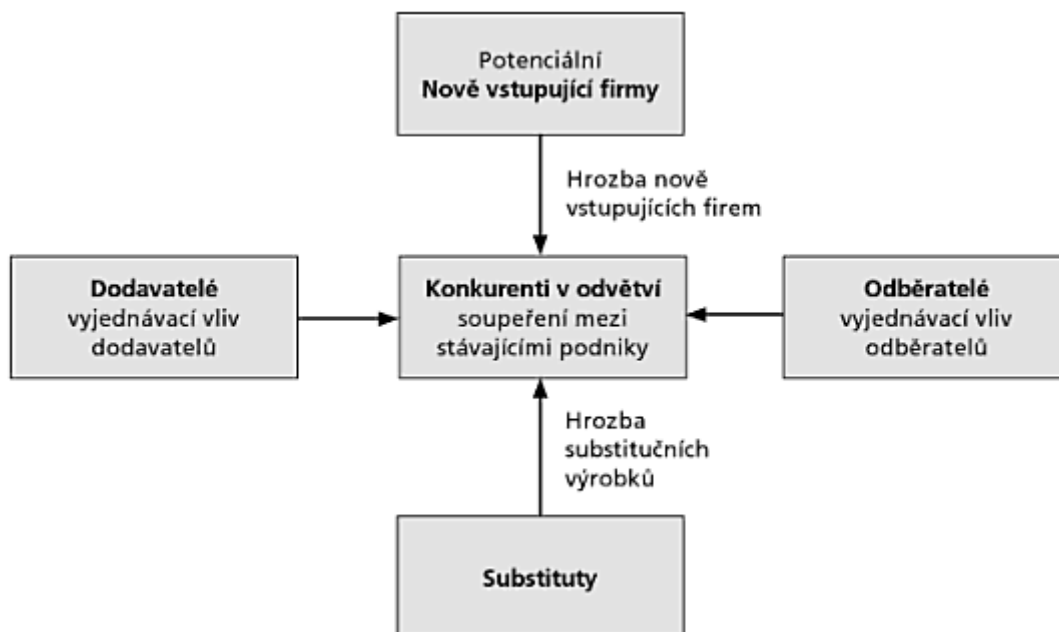 Potenciální
Nově vstupující firmy
Hrozba nově
vstupujících firem
Dodavatelé
vyjednávací vliv
dodavatelů
Konkurenti v odvětví
soupeření mezi
stávajícími podniky
Odběratelé
vyjednávací vliv
odběratelů
Hrozba
substitučních
výrobků
Substituty